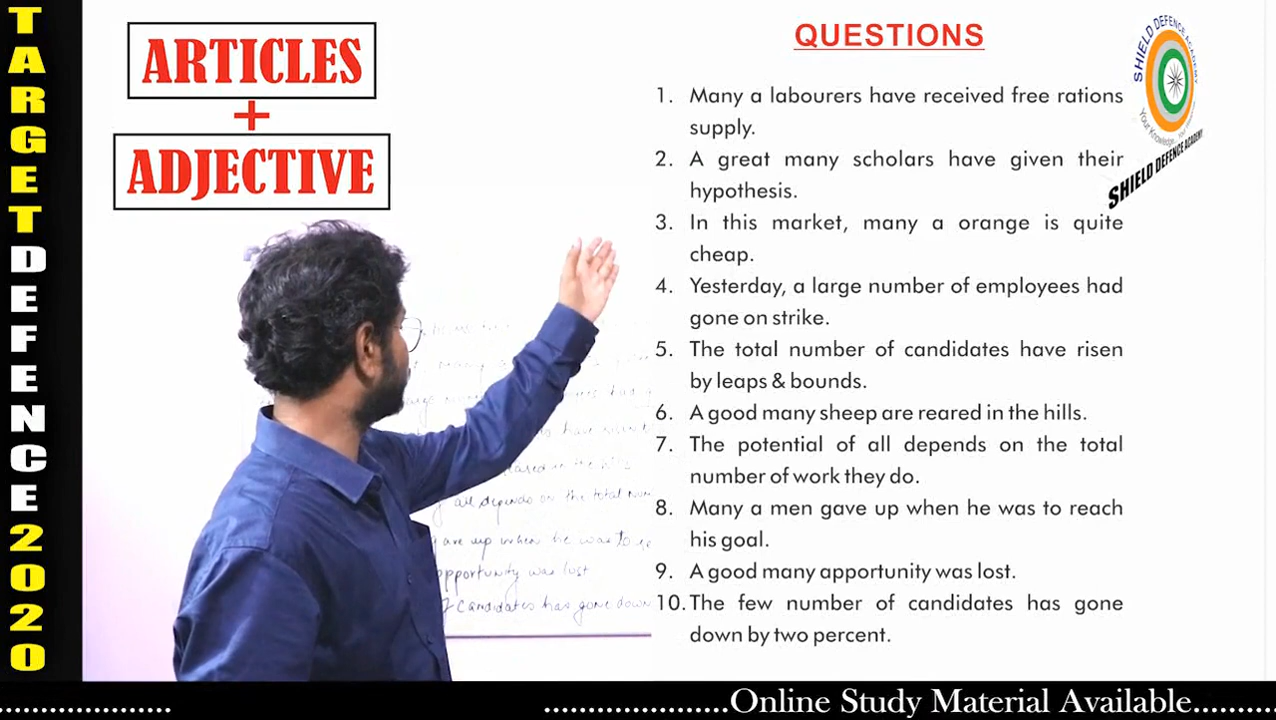 TARGET DEFENCE 2020
ARTICLES
+
ADJECTIVE
QUESTIONS
SHIELD DEFENCE ACADEMY
SHIELD DEFENCE ACADEMY
1. Many a labourers have received free rations
supply.
2. A great many scholars have given their
hypothesis.
3. In this market, many a orange is quite
cheap.
4. Yesterday, a large number of employees had
gone on strike.
5. The total number of candidates have risen
by leaps & bounds.
6. A good many sheep are reared in the hills.
7. The potential of all depends on the total
number of work they do.
8. Many a men gave up when he was to reach
his goal.
9. A good many apportunity was lost.
10. The few number of candidates has gone
down by two percent.
all depends on the total
up when he was to
opportunity was lost
Candidates has gone down
..................
....................Online Study Material Available..........